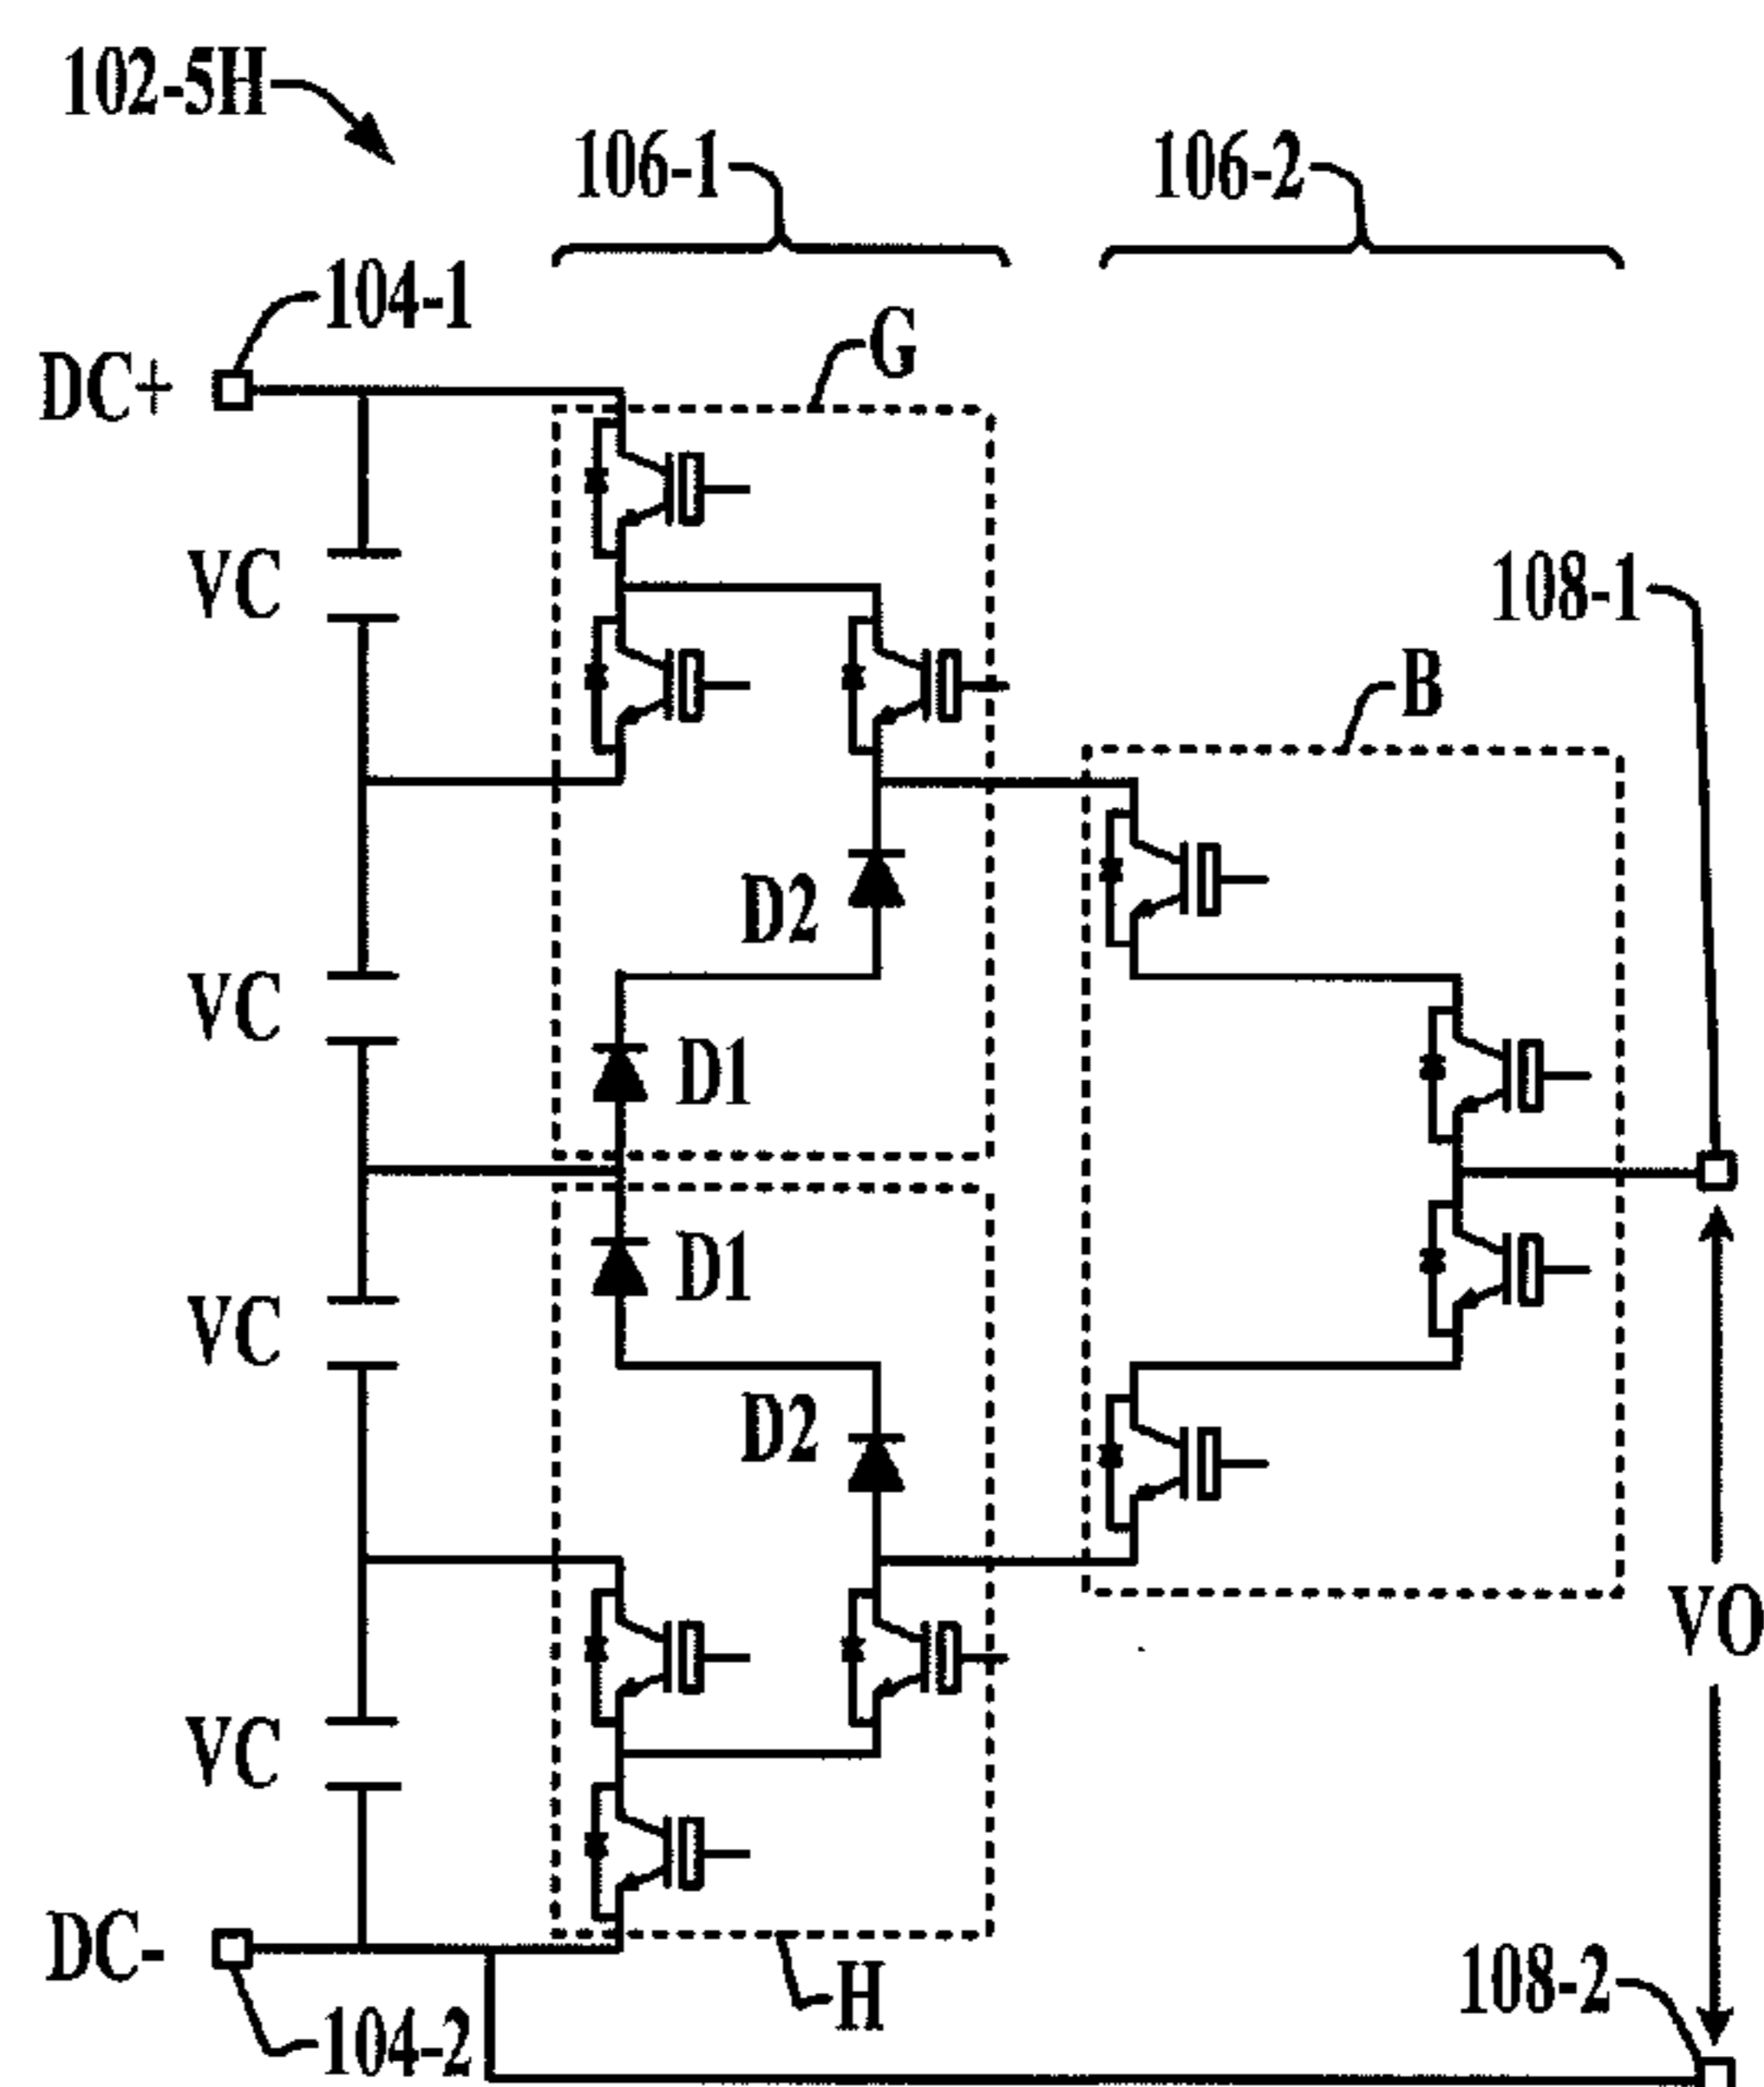 102-5H
106-1
106-2
104-1
G
DC+
VC
108-1
B
D2
VC
D1
D1
VC
D2
VO
VC
DC-
H
108-2
104-2